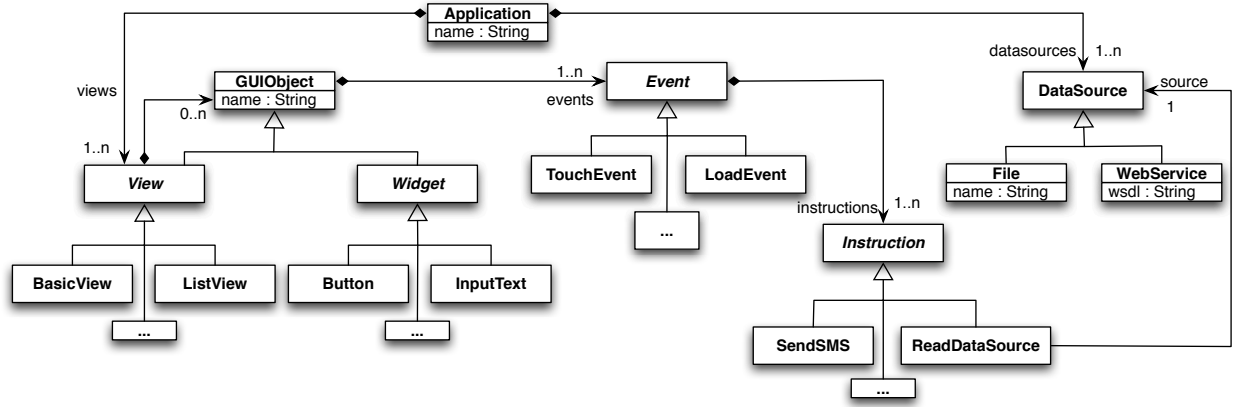 Application
name : String
datasources
1..n
views
GUIObject
name : String
0..n
1..n
events
Event
DataSource
source
1
1..n
View
Widget
TouchEvent
LoadEvent
File
name : String
WebService
wsdl : String
...
instructions
1..n
Instruction
BasicView
ListView
Button
InputText
...
...
SendSMS
ReadDataSource
...